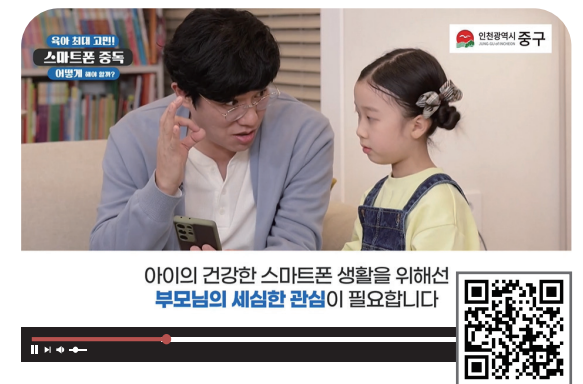 육아 최대 고민!
스마트폰 중독
어떻게 해야 할까?
인천광역시 중구
JUNG-GU INCHEON
아이의 건강한 스마트폰 생활을 위해선
부모님의 세심한 관심이 필요합니다